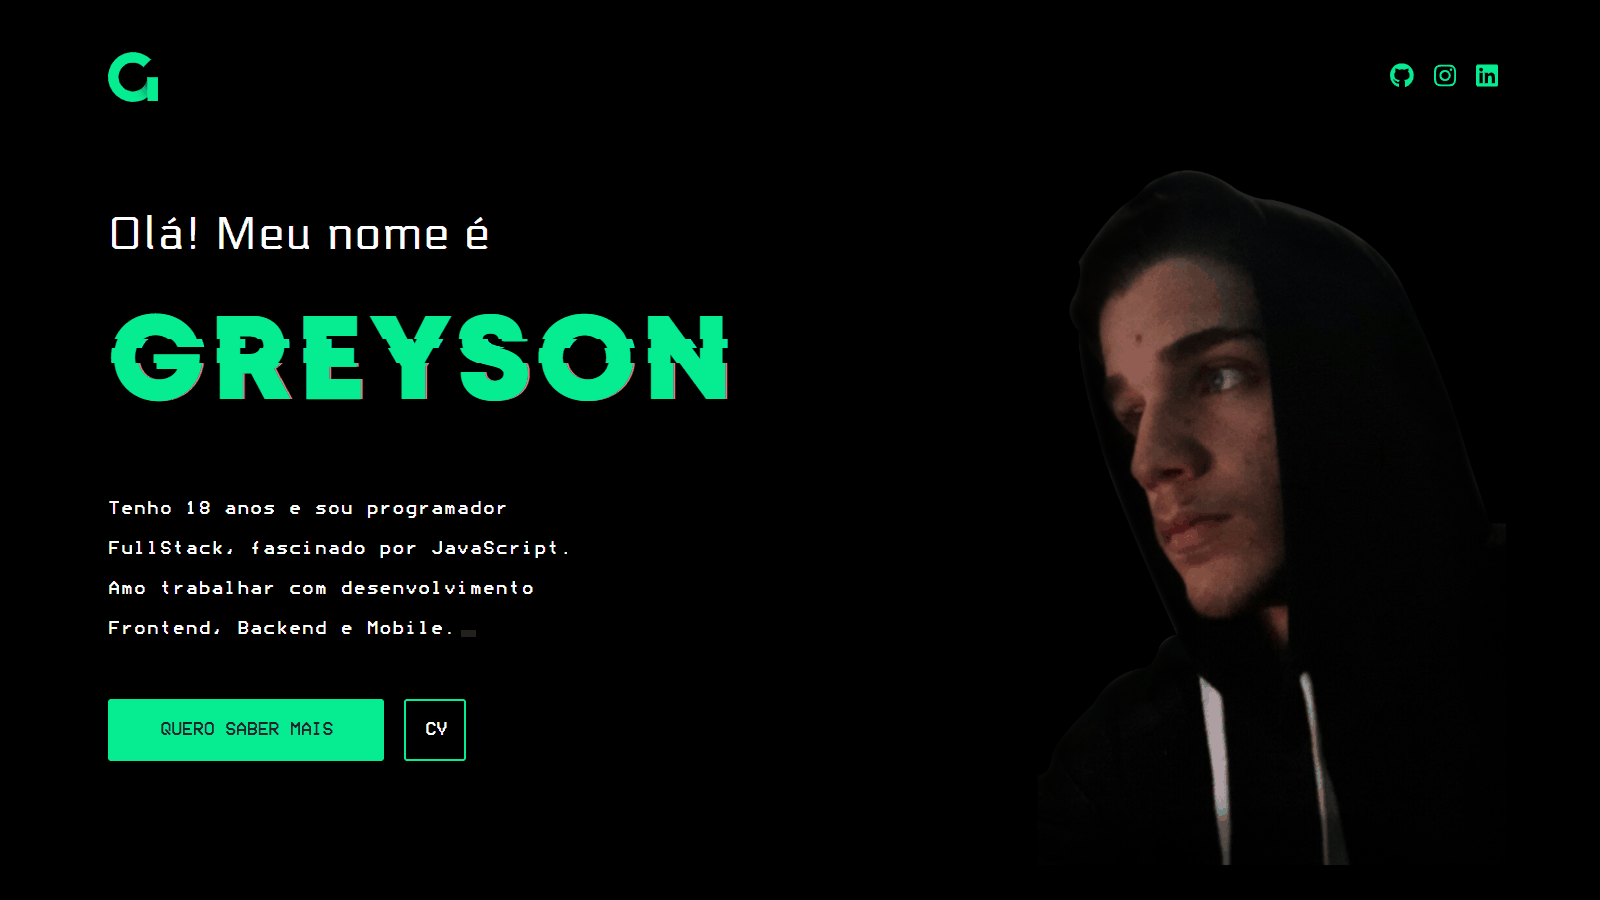 Olá! Meu nome é
GREYSON
Tenho 18 anos e sou programador
FullStack, fascinado por JavaScript.
Amo trabalhar com desenvolvimento
Frontend, Backend e Mobile.
QUERO SABER MAIS
CV